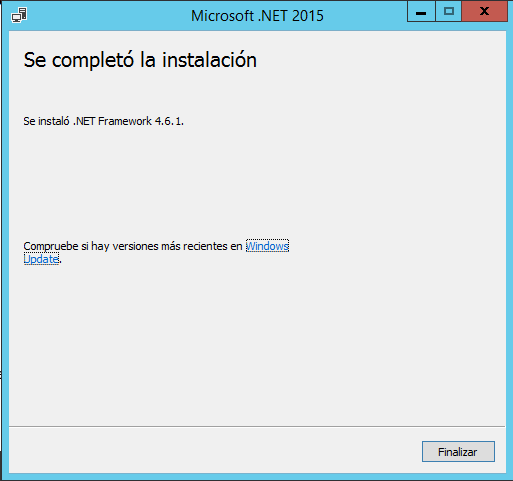 Microsoft .NET 2015
Se completó la instalación
Se instaló .NET Framework 4.6.1.
Compruebe si hay versiones más recientes en Windows
Update.
Finalizar